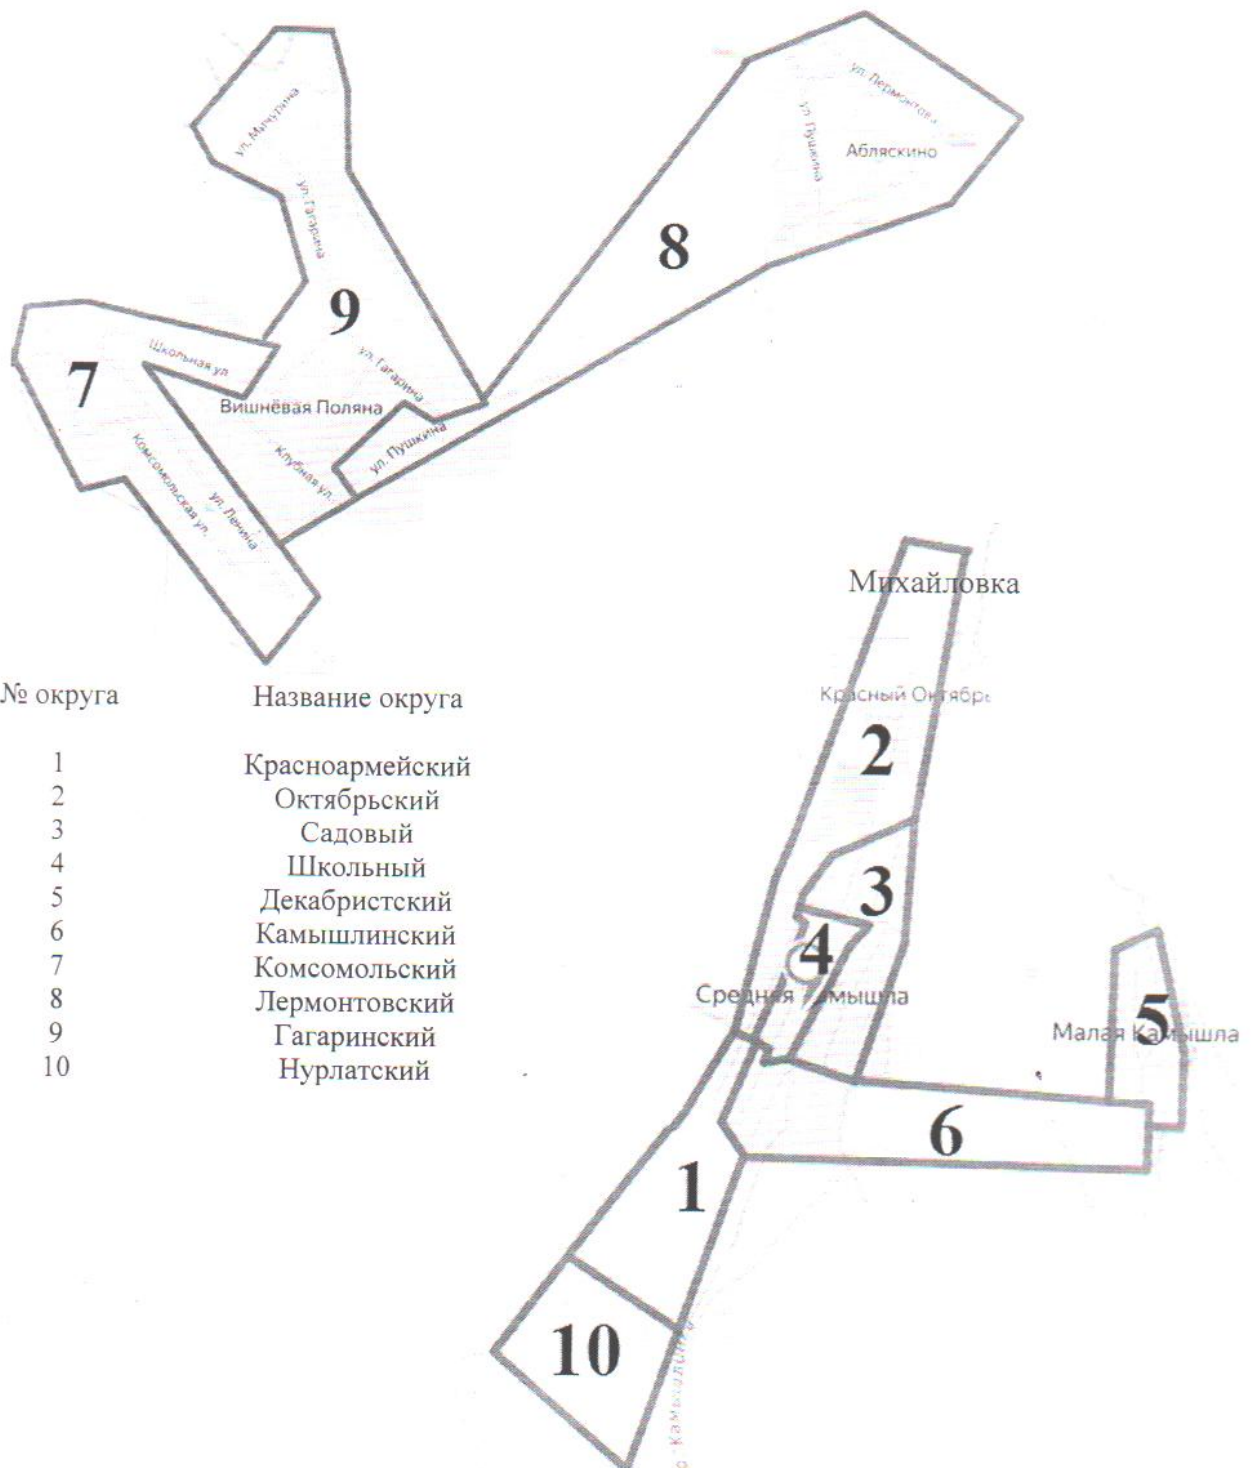 ул. Мичурина
ул. Гагарина
9
ул. Лермонтова
ул. Пушкина
Абляскино
8
Школьная ул
7
ул. Гагарина
Вишнёвая Поляна
ул. Пушкина
Клубная ул.
Комсомольская ул.
ул. Ленина
Михайловка
Красный Октябрь
2
3
4
Средняя Камышла
5
Малая Камышла
6
1
10
№ округа Название округа
1 Красноармейский
2 Октябрьский
3 Садовый
4 Школьный
5 Декабристский
6 Камышлинский
7 Комсомольский
8 Лермонтовский
9 Гагаринский
10 Нурлатский